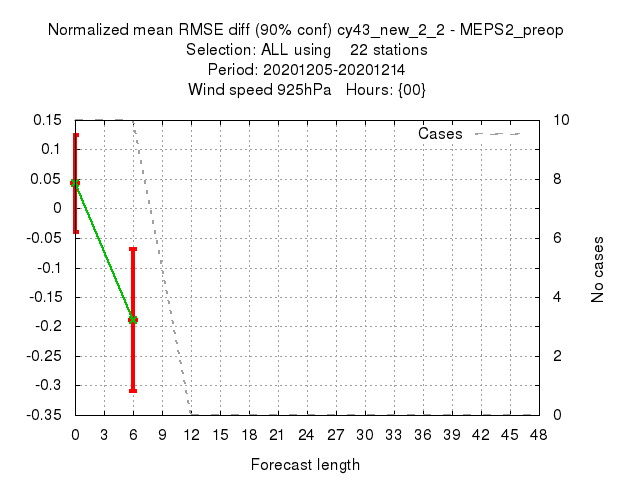 Normalized mean RMSE diff (90% conf) cy43_new_2_2 - MEPS2_preop
Selection: ALL using 22 stations
Period: 20201205-20201214
Wind speed 925hPa Hours: {00}
Cases
0.15
0.1
0.05
0
-0.05
-0.1
-0.15
-0.2
-0.25
-0.3
-0.35
10
8
6
4
2
0
No cases
0 3 6 9 12 15 18 21 24 27 30 33 36 39 42 45 48
Forecast length